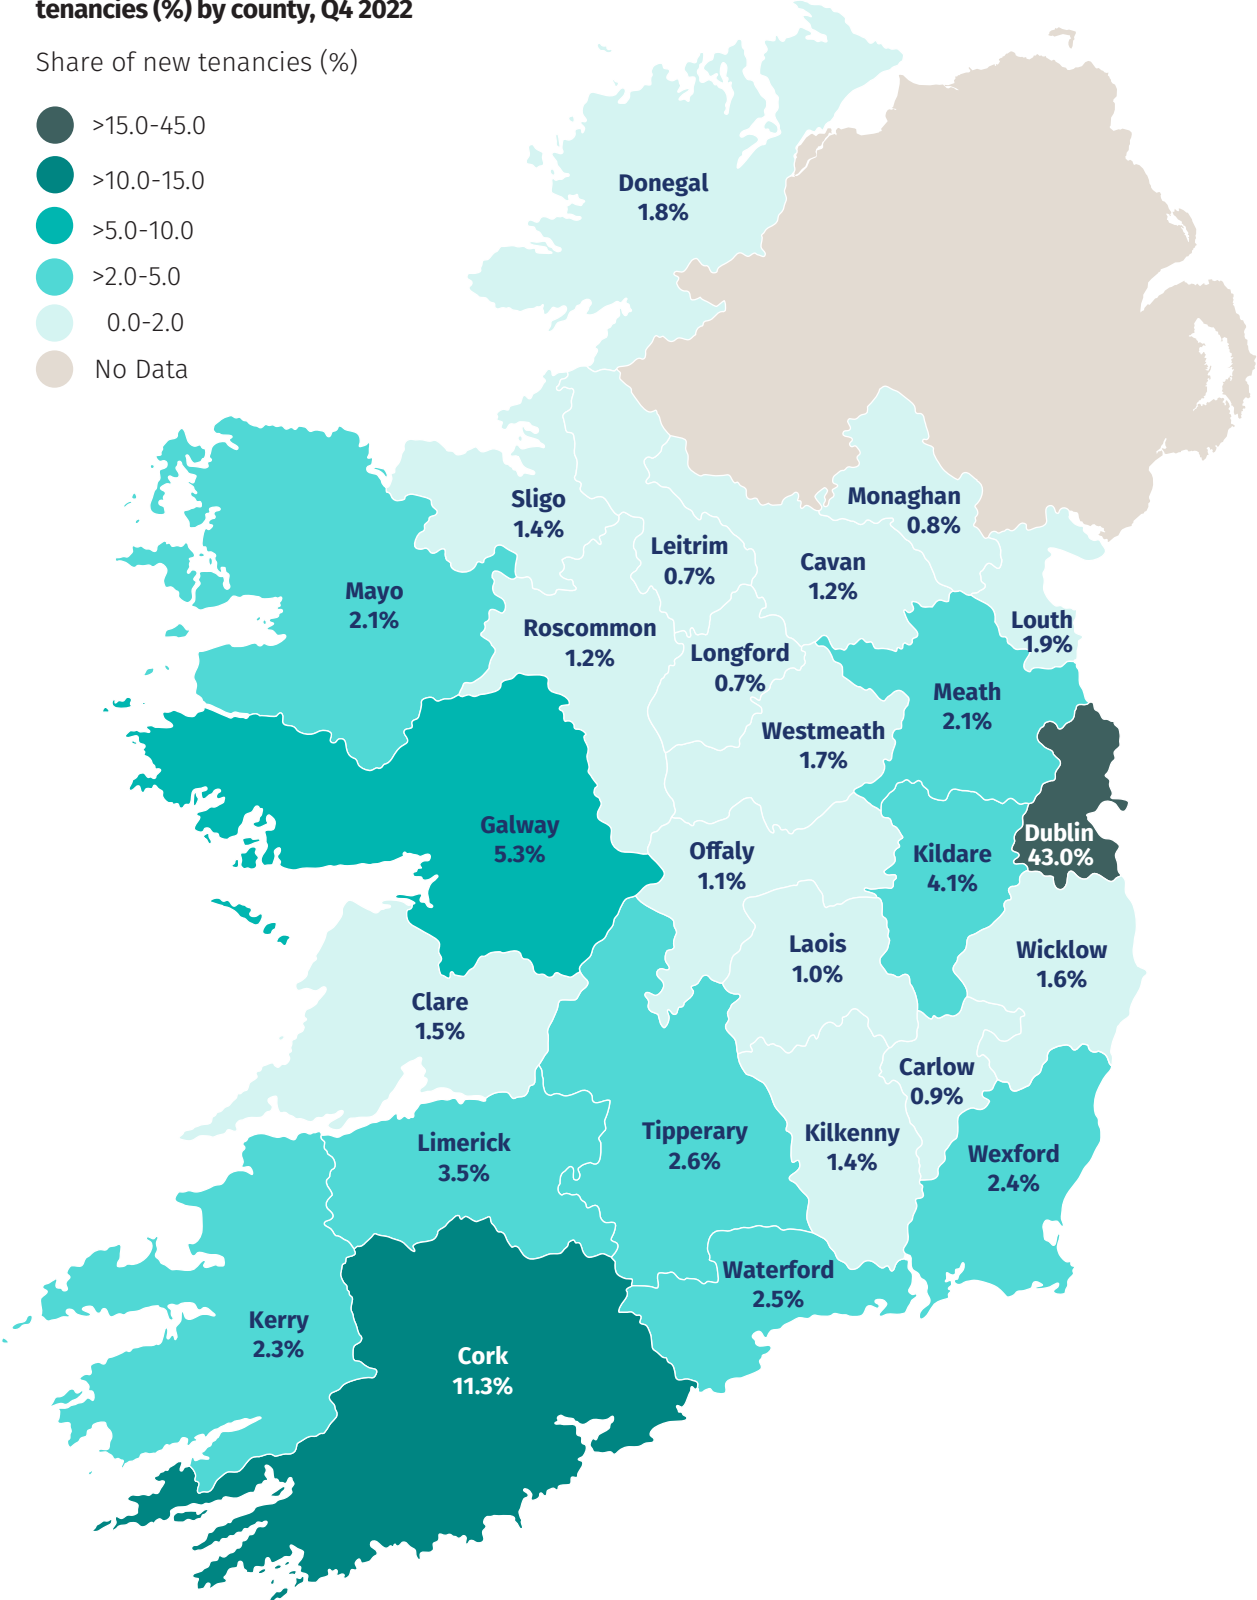 tenancies (%) by county, Q4 2022
Share of new tenancies (%)
>15.0-45.0
>10.0-15.0
>5.0-10.0
>2.0-5.0
0.0-2.0
No Data
Donegal
1.8%
Sligo
1.4%
Monaghan
0.8%
Leitrim
0.7%
Cavan
1.2%
Mayo
2.1%
Louth
1.9%
Roscommon
1.2%
Longford
0.7%
Meath
2.1%
Westmeath
1.7%
Galway
5.3%
Dublin
43.0%
Offaly
1.1%
Kildare
4.1%
Laois
1.0%
Wicklow
1.6%
Clare
1.5%
Carlow
0.9%
Limerick
3.5%
Tipperary
2.6%
Kilkenny
1.4%
Wexford
2.4%
Waterford
2.5%
Kerry
2.3%
Cork
11.3%